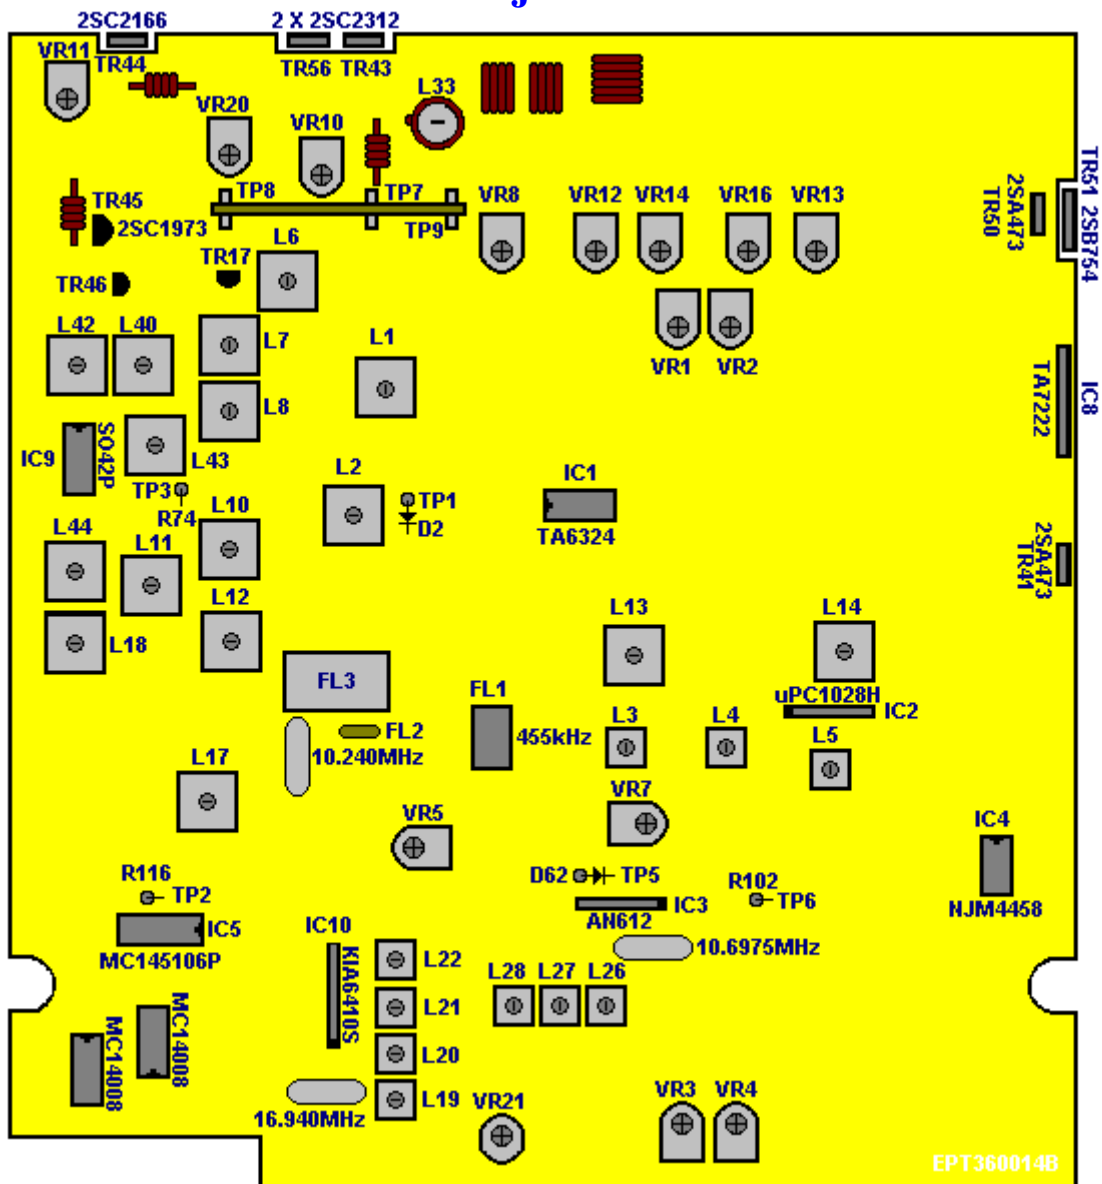 2SC2166
2 X 2SC2312
VR11
TR44
TR56 TR43
L33
VR20
VR10
TR51 2SB754
2SA473
TR50
TP8
TP7
TR45
2SC1973
TP9
VR8
VR12
VR14
VR16
VR13
L6
TR17
TR46
L42
L40
L7
L1
VR1
VR2
TA7222
IC8
L8
SO42P
IC9
L43
L2
IC1
TP3
R74
L10
TP1
D2
TA6324
2SA473
TR41
L44
L11
L12
L13
L14
L18
FL3
FL1
uPC1028H
IC2
L3
L4
L5
FL2
455kHz
10.240MHz
L17
VR5
VR7
IC4
R116
TP2
D62
TP5
R102
TP6
IC3
AN612
NJM4458
IC5
IC10
MC145106P
KIA6410S
L22
10.6975MHz
L28 L27 L26
MC14008
MC14008
L21
L20
L19
16.940MHz
VR21
VR3
VR4
EPT360014B